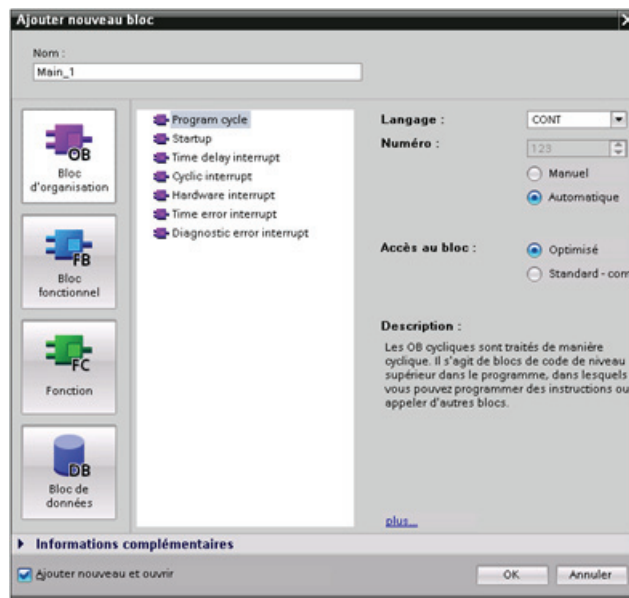 Ajouter nouveau bloc
Nom :
Main_1
OB
Bloc
d'organisation
FB
Bloc
fonctionnel
FC
Fonction
DB
Bloc de
données
Program cycle
Startup
Time delay interrupt
Cyclic interrupt
Hardware interrupt
Time error interrupt
Diagnostic error interrupt
Langage :
CONT
Numéro :
123
Manuel
Automatique
Accès au bloc :
Optimisé
Standard - com
Description :
Les OB cycliques sont traités de manière
cyclique. Il s'agit de blocs de code de niveau
supérieur dans le programme, dans lesquels
vous pouvez programmer des instructions ou
appeler d'autres blocs.
plus...
Informations complémentaires
Ajouter nouveau et ouvrir
OK
Annuler